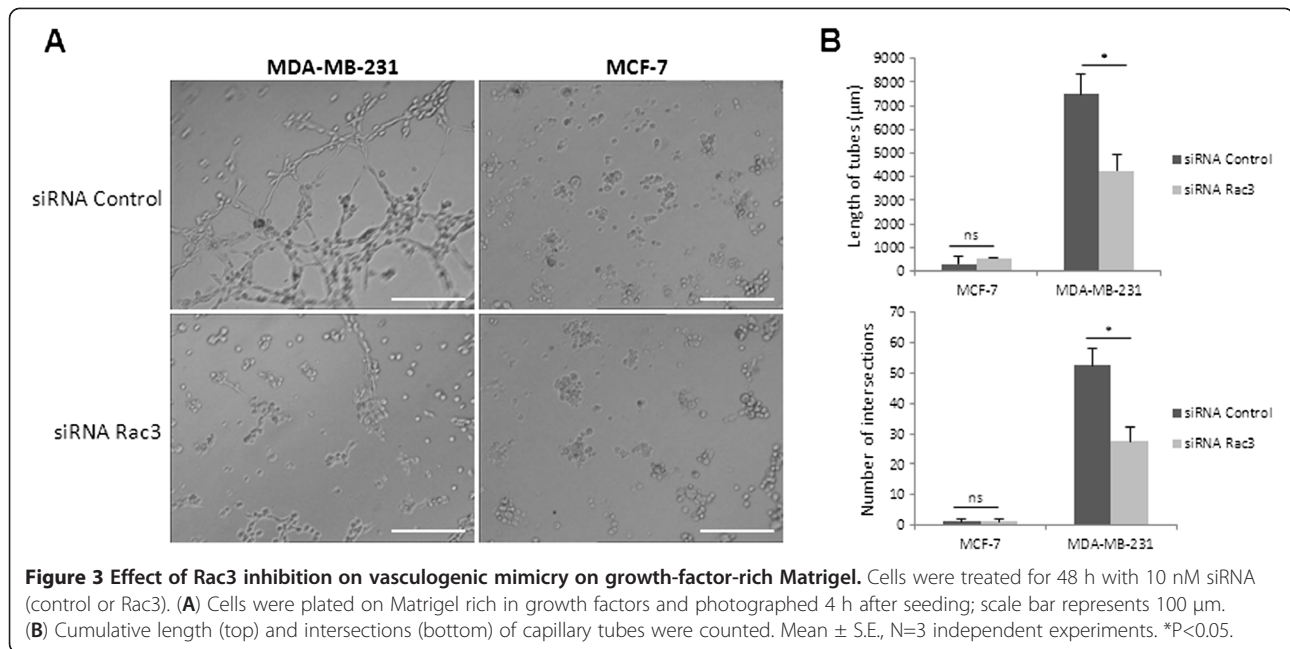 A
MDA-MB-231
MCF-7
siRNA Control
siRNA Rac3
B
Length of tubes (µm)
9000
8000
7000
6000
5000
4000
3000
2000
1000
0
ns
*
MCF-7
MDA-MB-231
siRNA Control
siRNA Rac3
Number of intersections
70
60
50
40
30
20
10
0
ns
*
MCF-7
MDA-MB-231
siRNA Control
siRNA Rac3
Figure 3 Effect of Rac3 inhibition on vasculogenic mimicry on growth-factor-rich Matrigel. Cells were treated for 48 h with 10 nM siRNA
(control or Rac3). (A) Cells were plated on Matrigel rich in growth factors and photographed 4 h after seeding; scale bar represents 100 µm.
(B) Cumulative length (top) and intersections (bottom) of capillary tubes were counted. Mean ± S.E., N=3 independent experiments. *P<0.05.